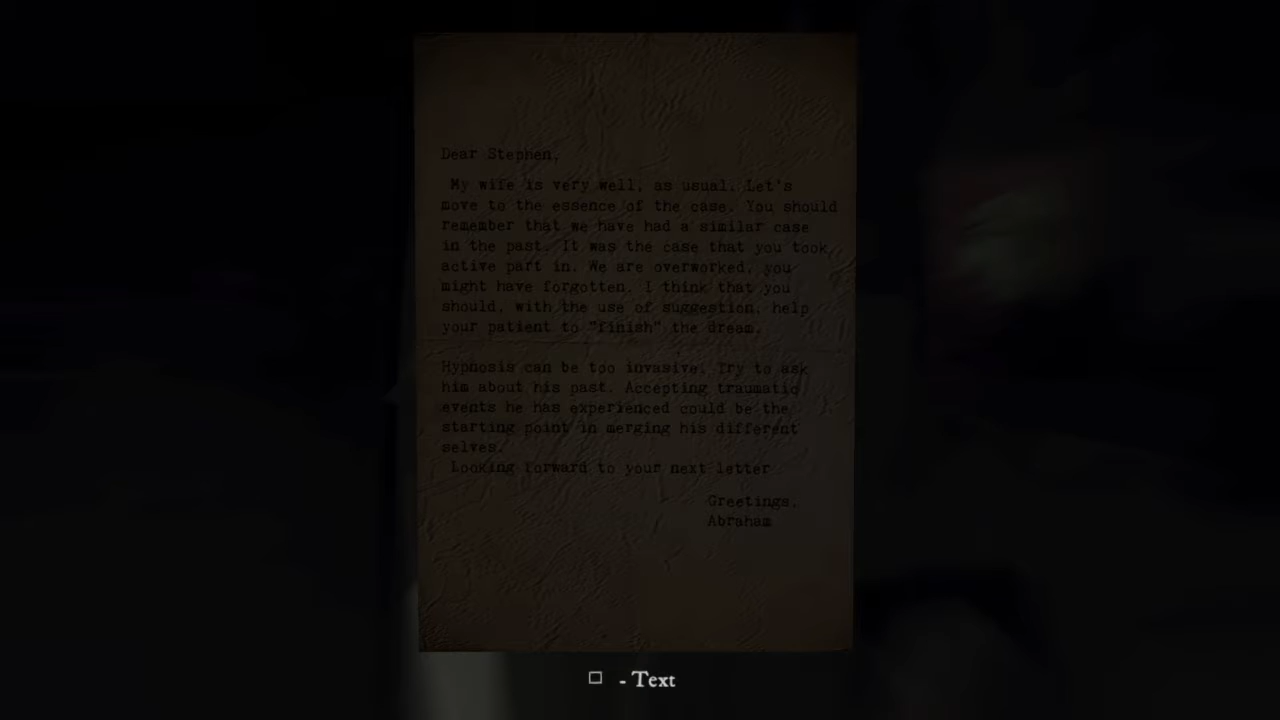 Dear Stephen,
My wife is very well, as usual. Let's
move to the essence of the case. You should
remember that we have had a similar case
in the past. It was the case that you took
active part in. We are overworked, you
might have forgotten. I think that you
should, with the use of suggestion, help
your patient to "finish" the dream.
Hypnosis can be too invasive. Try to ask
him about his past. Accepting traumatic
events he has experienced could be the
starting point in merging his different
selves.
Looking forward to your next letter
Greetings,
Abraham
□ - Text